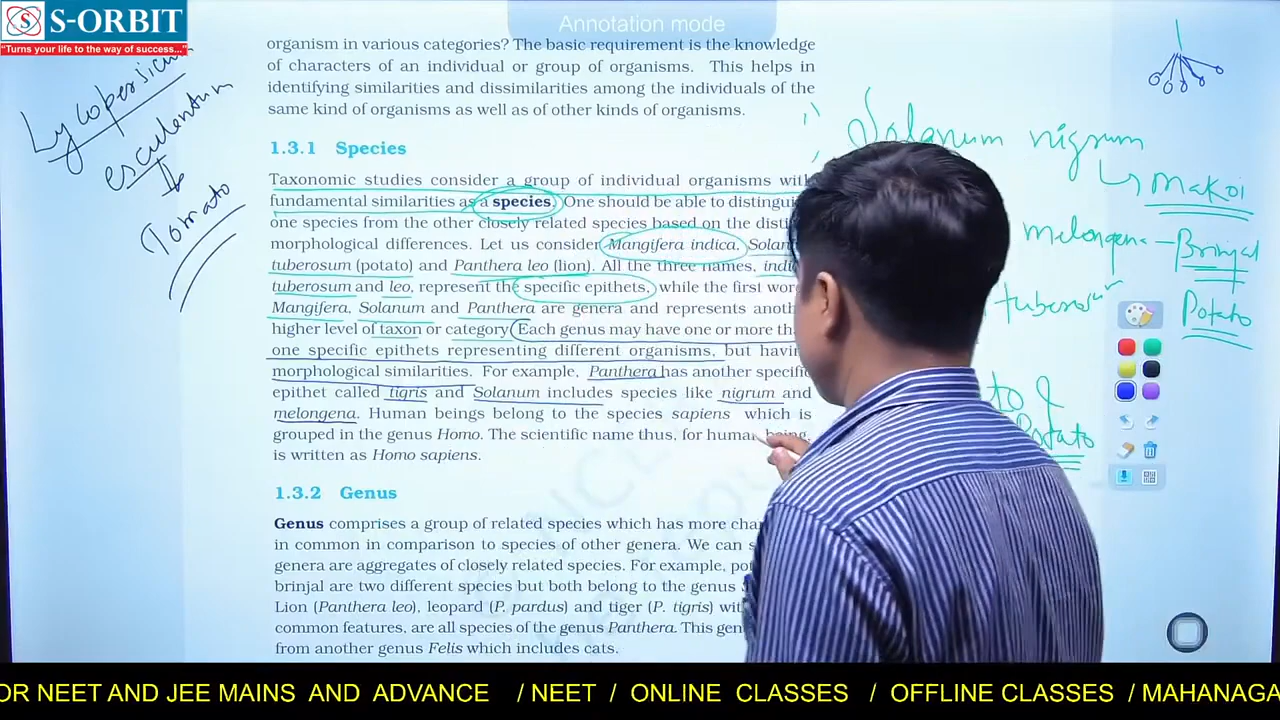 S-ORBIT
"Turns your life to the way of success..."
Annotation mode
organism in various categories? The basic requirement is the knowledge
of characters of an individual or group of organisms. This helps in
identifying similarities and dissimilarities among the individuals of the
same kind of organisms as well as of other kinds of organisms.
esculentum
Tomato
Solanum nigrum
Makoi
melongena - Brinjal
tuberosum
Potato
Potato
1.3.1 Species
Taxonomic studies consider a group of individual organisms with
fundamental similarities as a species. One should be able to
one species from the other closely related species based on the
morphological differences. Let us consider Mangifera indica,
tuberosum (potato) and Panthera leo (lion). All the three names,
tuberosum and leo, represent the specific epithets, while the first
Mangifera, Solanum and Panthera are genera and represents
higher level of taxon or category. Each genus may have one or more
one specific epithets representing different organisms, but
morphological similarities. For example, Panthera has another specific
epithet called tigris and Solanum includes species like nigrum and
melongena. Human beings belong to the species sapiens which is
grouped in the genus Homo. The scientific name thus, for human being,
is written as Homo sapiens.
1.3.2 Genus
Genus comprises a group of related species which has more
in common in comparison to species of other genera. We can
genera are aggregates of closely related species. For example,
brinjal are two different species but both belong to the genus
Lion (Panthera leo), leopard (P. pardus) and tiger (P. tigris)
common features, are all species of the genus Panthera. This
from another genus Felis which includes cats.
OR NEET AND JEE MAINS AND ADVANCE / NEET / ONLINE CLASSES / OFFLINE CLASSES / MAHANAGA